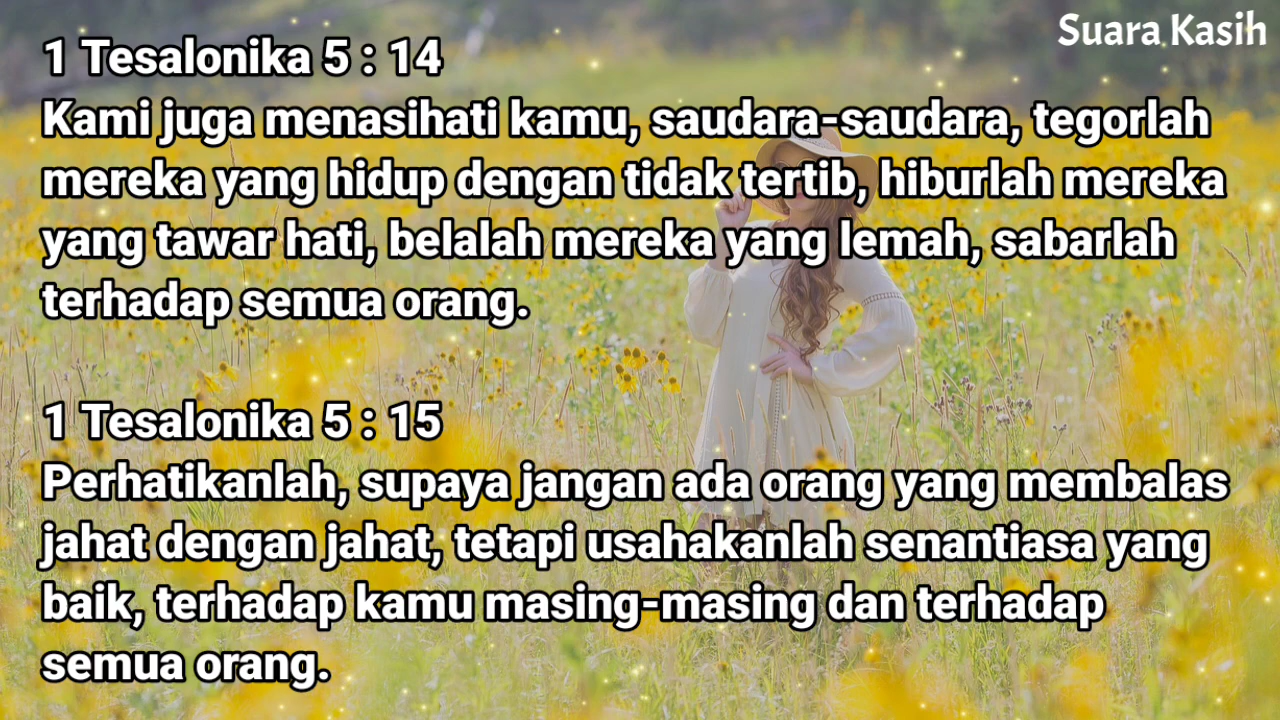 Suara Kasih
1 Tesalonika 5 : 14
Kami juga menasihati kamu, saudara-saudara, tegorlah
mereka yang hidup dengan tidak tertib, hiburlah mereka
yang tawar hati, belalah mereka yang lemah, sabarlah
terhadap semua orang.
1 Tesalonika 5 : 15
Perhatikanlah, supaya jangan ada orang yang membalas
jahat dengan jahat, tetapi usahakanlah senantiasa yang
baik, terhadap kamu masing-masing dan terhadap
semua orang.